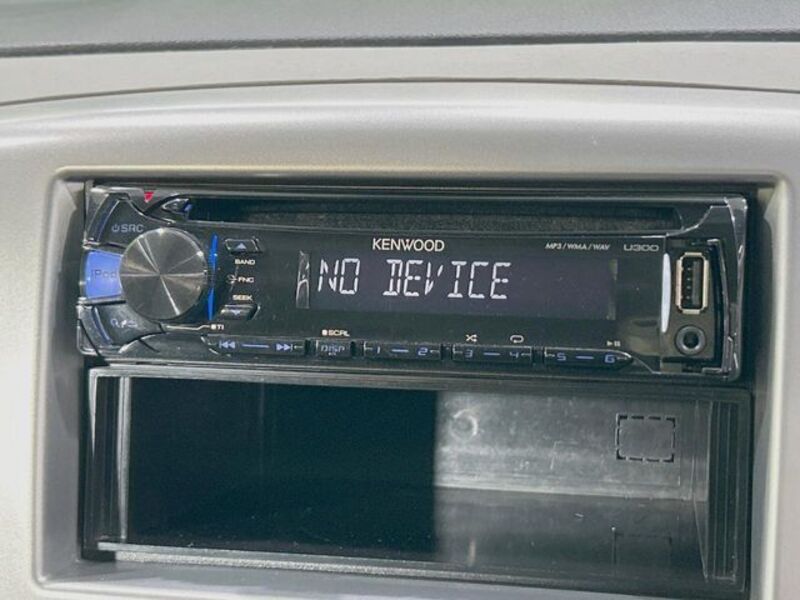 SRC
KENWOOD
MP3/WMA/WAV
U300
iPod
BAND
FNC
SEEK
NO DEVICE
TI
SCRL
DISP
1
2
3
4
5
6